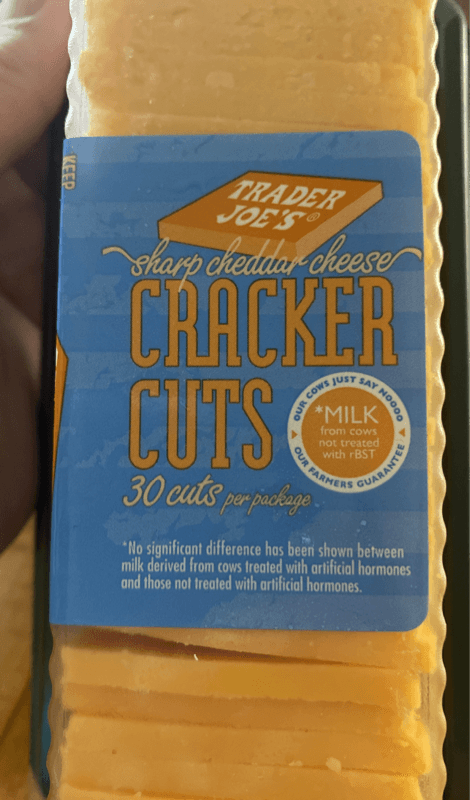 KEEP
TRADER
JOE'S®
sharp cheddar cheese
CRACKER
CUTS
OUR COWS JUST SAY NOOOO
*MILK
from cows
not treated
with rBST
OUR FARMERS GUARANTEE
30 cuts per package
*No significant difference has been shown between
milk derived from cows treated with artificial hormones
and those not treated with artificial hormones.